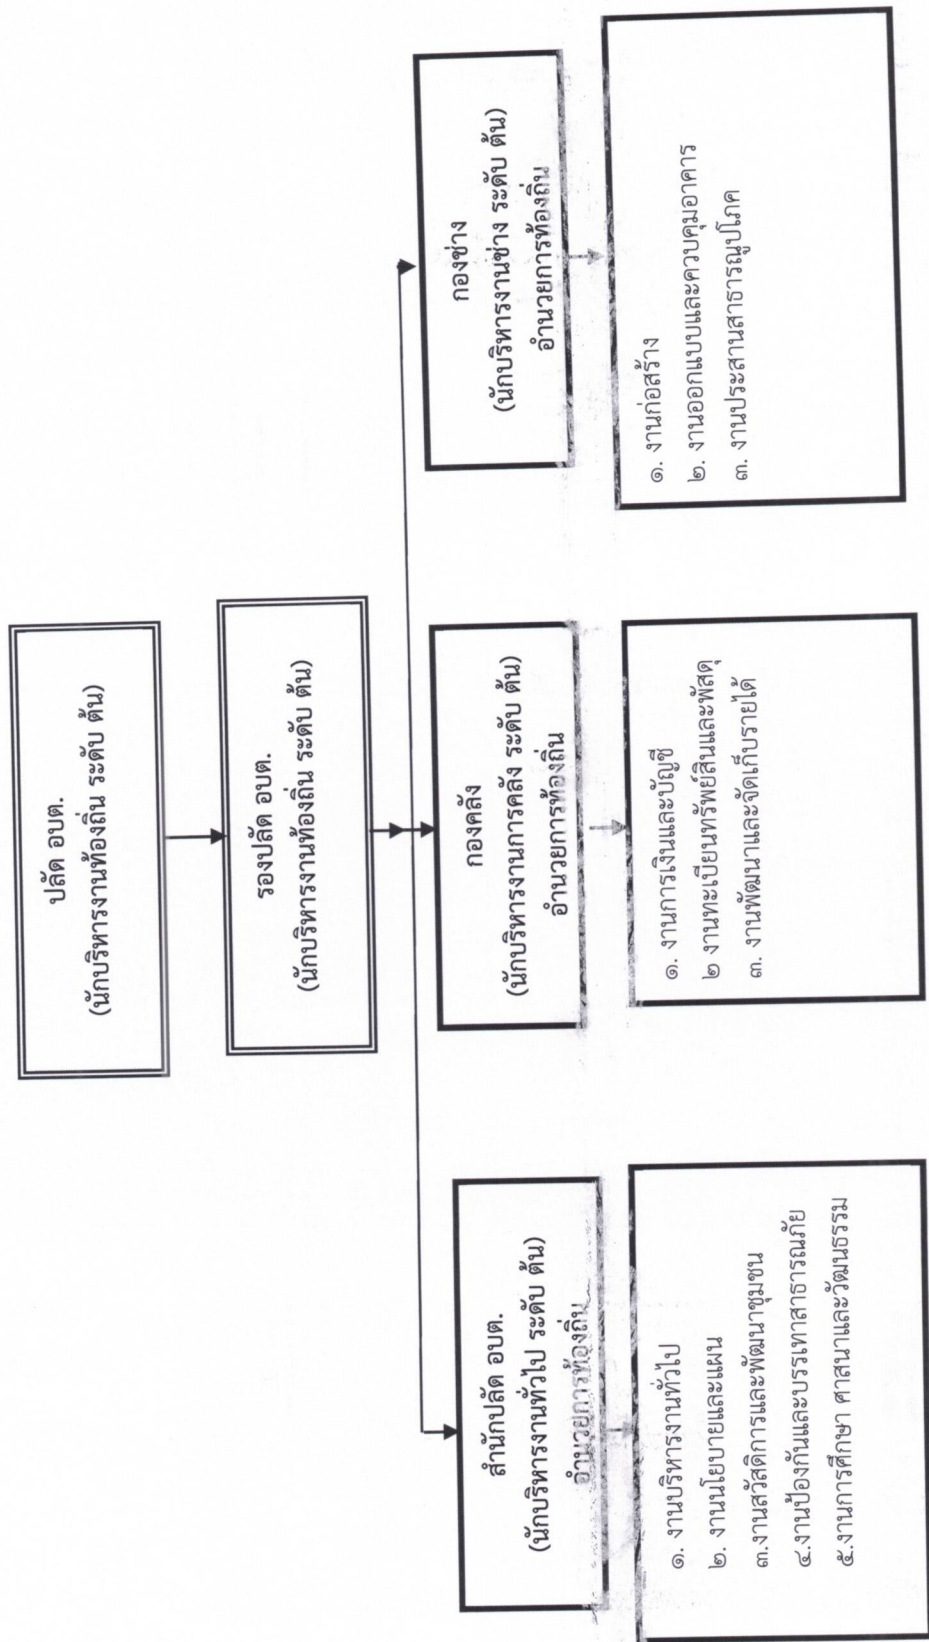 ปลัด อบต.
(นักบริหารงานท้องถิ่น ระดับ ต้น)
รองปลัด อบต.
(นักบริหารงานท้องถิ่น ระดับ ต้น)
สำนักปลัด อบต.
(นักบริหารงานทั่วไป ระดับ ต้น)
อำนวยการท้องถิ่น
๑. งานบริหารงานทั่วไป
๒. งานนโยบายและแผน
๓.งานสวัสดิการและพัฒนาชุมชน
๔.งานป้องกันและบรรเทาสาธารณภัย
๕.งานการศึกษา ศาสนาและวัฒนธรรม
กองคลัง
(นักบริหารงานการคลัง ระดับ ต้น)
อำนวยการท้องถิ่น
๑. งานการเงินและบัญชี
๒ งานทะเบียนทรัพย์สินและพัสดุ
๓. งานพัฒนาและจัดเก็บรายได้
กองช่าง
(นักบริหารงานช่าง ระดับ ต้น)
อำนวยการท้องถิ่น
๑. งานก่อสร้าง
๒. งานออกแบบและควบคุมอาคาร
๓. งานประสานสาธารณูปโภค